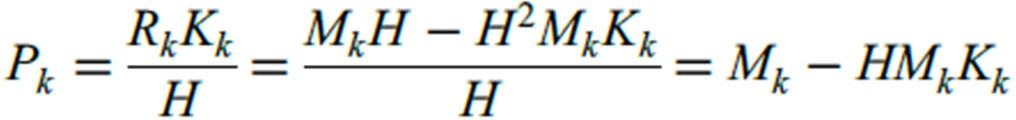 P_k = \frac{R_k K_k}{H} = \frac{M_k H - H^2 M_k K_k}{H} = M_k - H M_k K_k